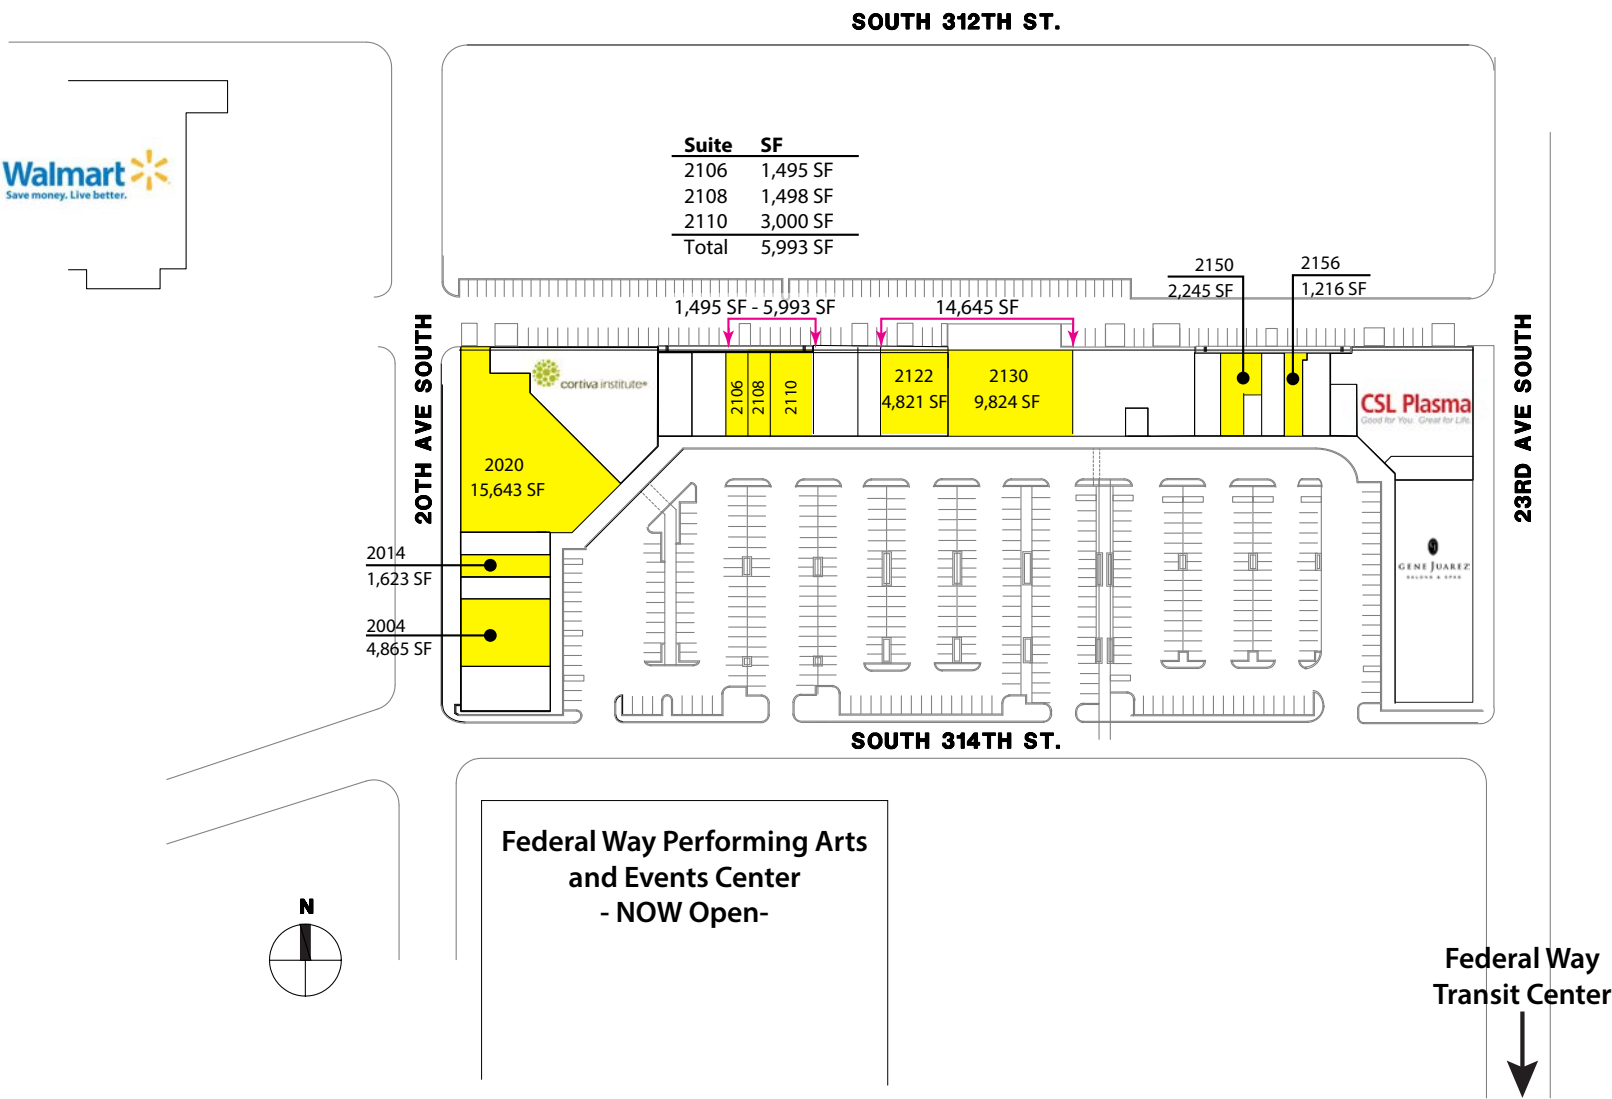 SOUTH 312TH ST.
Walmart
Save money. Live better.
Suite SF
2106 1,495 SF
2108 1,498 SF
2110 3,000 SF
Total 5,993 SF
2150
2,245 SF
2156
1,216 SF
1,495 SF - 5,993 SF
14,645 SF
20TH AVE SOUTH
23RD AVE SOUTH
cortiva institute®
2106
2108
2110
2122
4,821 SF
2130
9,824 SF
CSL Plasma
Good for You. Great for Life.
2020
15,643 SF
2014
1,623 SF
2004
4,865 SF
GENE JUAREZ
SALONS & SPAS
SOUTH 314TH ST.
Federal Way Performing Arts
and Events Center
- NOW Open-
N
Federal Way
Transit Center